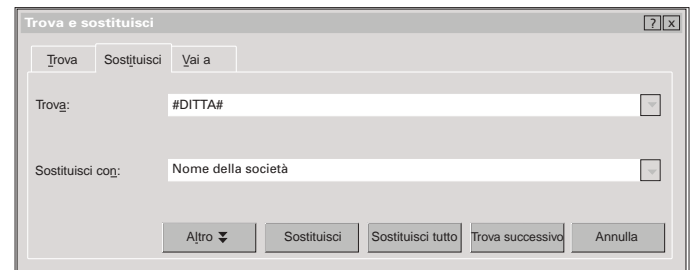 Trova e sostituisci ? x
Trova Sostituisci Vai a
Trova: #DITTA#
Sostituisci con: Nome della società
Altro Sostituisci Sostituisci tutto Trova successivo Annulla